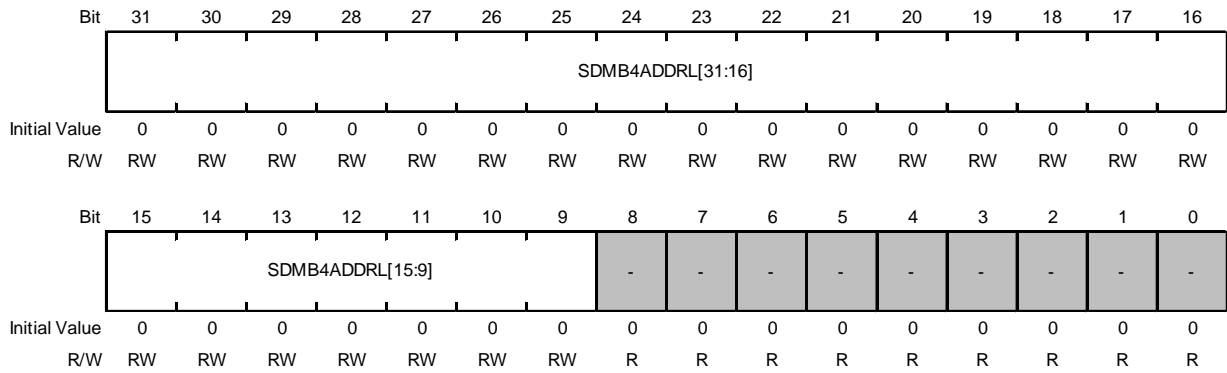 Bit 31 30 29 28 27 26 25 24 23 22 21 20 19 18 17 16
SDMB4ADDRL[31:16]
Initial Value 0 0 0 0 0 0 0 0 0 0 0 0 0 0 0 0
R/W RW RW RW RW RW RW RW RW RW RW RW RW RW RW RW RW
Bit 15 14 13 12 11 10 9 8 7 6 5 4 3 2 1 0
SDMB4ADDRL[15:9] - - - - - - - - -
Initial Value 0 0 0 0 0 0 0 0 0 0 0 0 0 0 0 0
R/W RW RW RW RW RW RW RW R R R R R R R R R